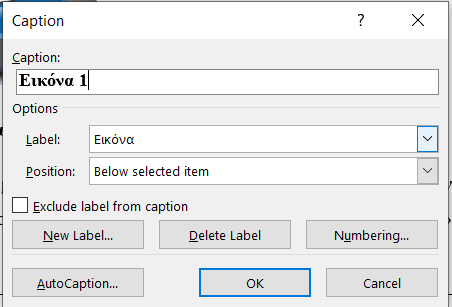 Caption
Caption:
Εικόνα 1
Options
Label: Εικόνα
Position: Below selected item
Exclude label from caption
New Label... Delete Label Numbering...
AutoCaption... OK Cancel